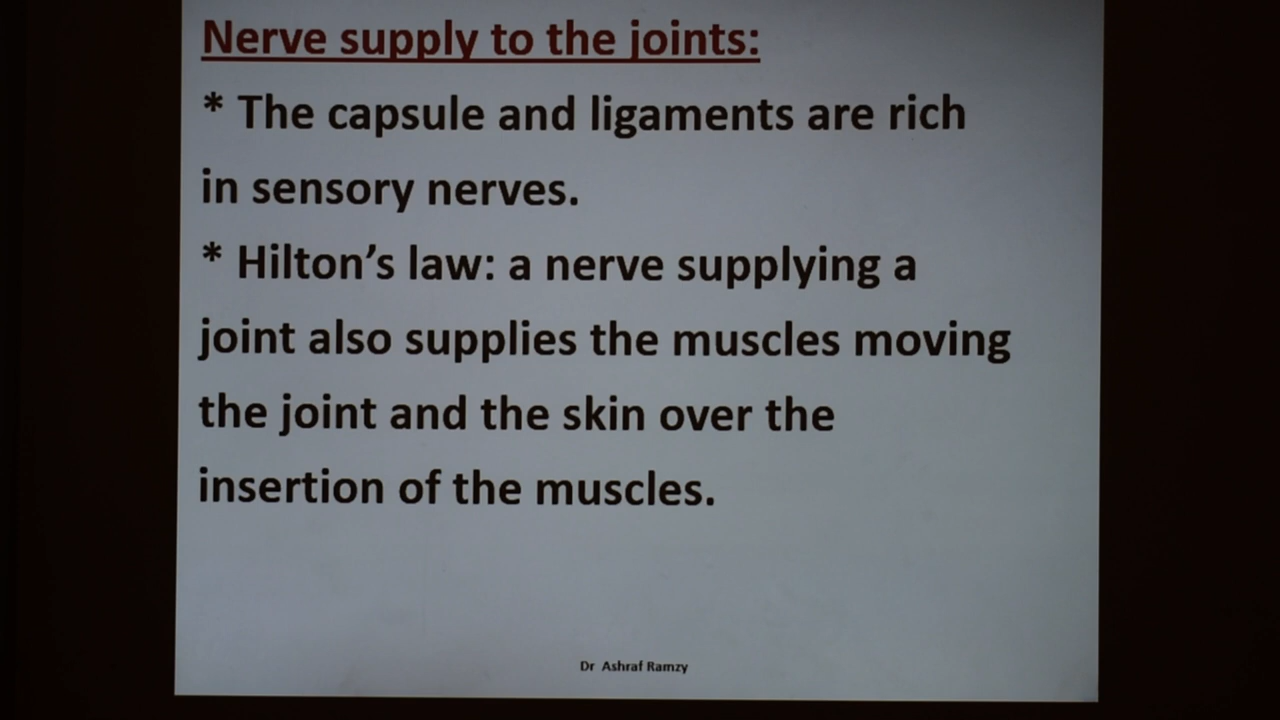 Nerve supply to the joints:
* The capsule and ligaments are rich
in sensory nerves.
* Hilton’s law: a nerve supplying a
joint also supplies the muscles moving
the joint and the skin over the
insertion of the muscles.
Dr Ashraf Ramzy